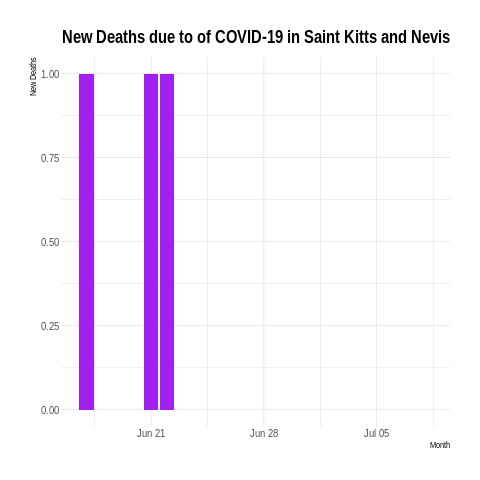 New Deaths due to of COVID-19 in Saint Kitts and Nevis
New Deaths
1.00
0.75
0.50
0.25
0.00
Jun 21
Jun 28
Jul 05
Month